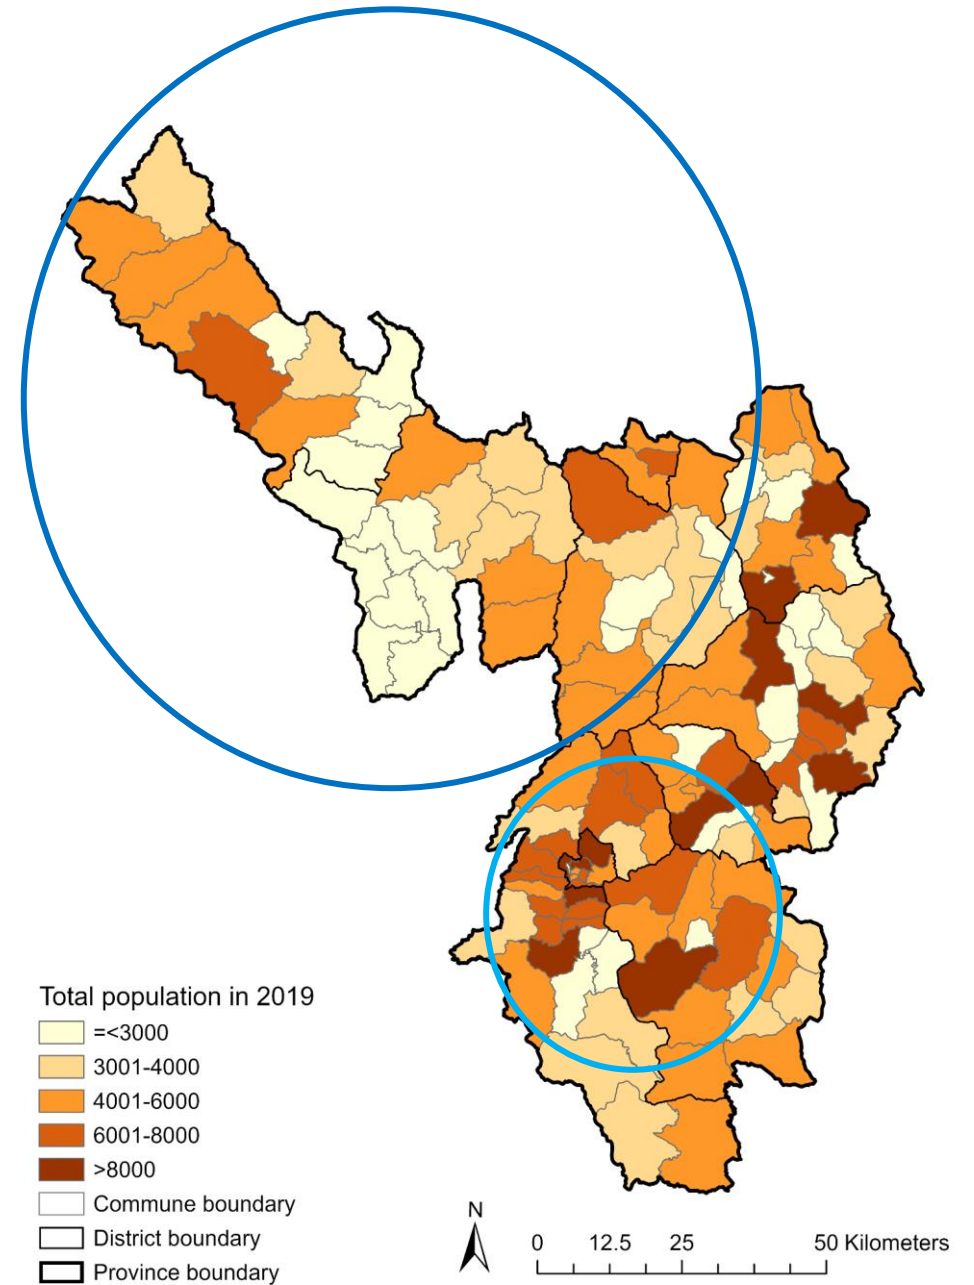 Total population in 2019
=<3000
3001-4000
4001-6000
6001-8000
>8000
Commune boundary
District boundary
Province boundary
N
0 12.5 25 50 Kilometers